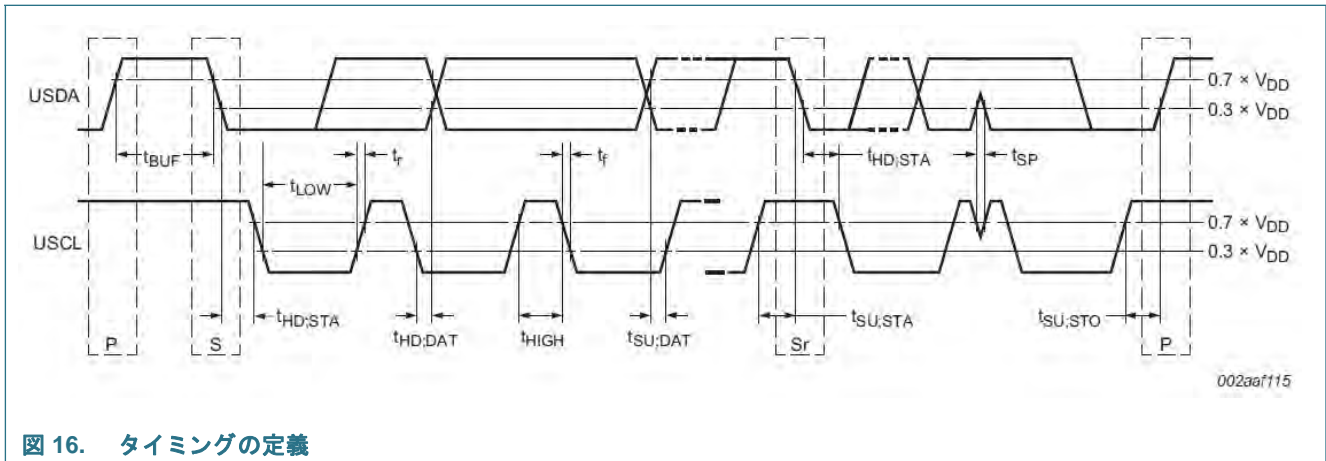 USDA
0.7 × VDD
0.3 × VDD
tBUF
tr
tf
tHD;STA
tSP
tLOW
USCL
0.7 × VDD
0.3 × VDD
tHD;STA
tHD;DAT
tHIGH
tSU;DAT
tSU;STA
tSU;STO
P
S
Sr
P
002aaf115
図 16. タイミングの定義